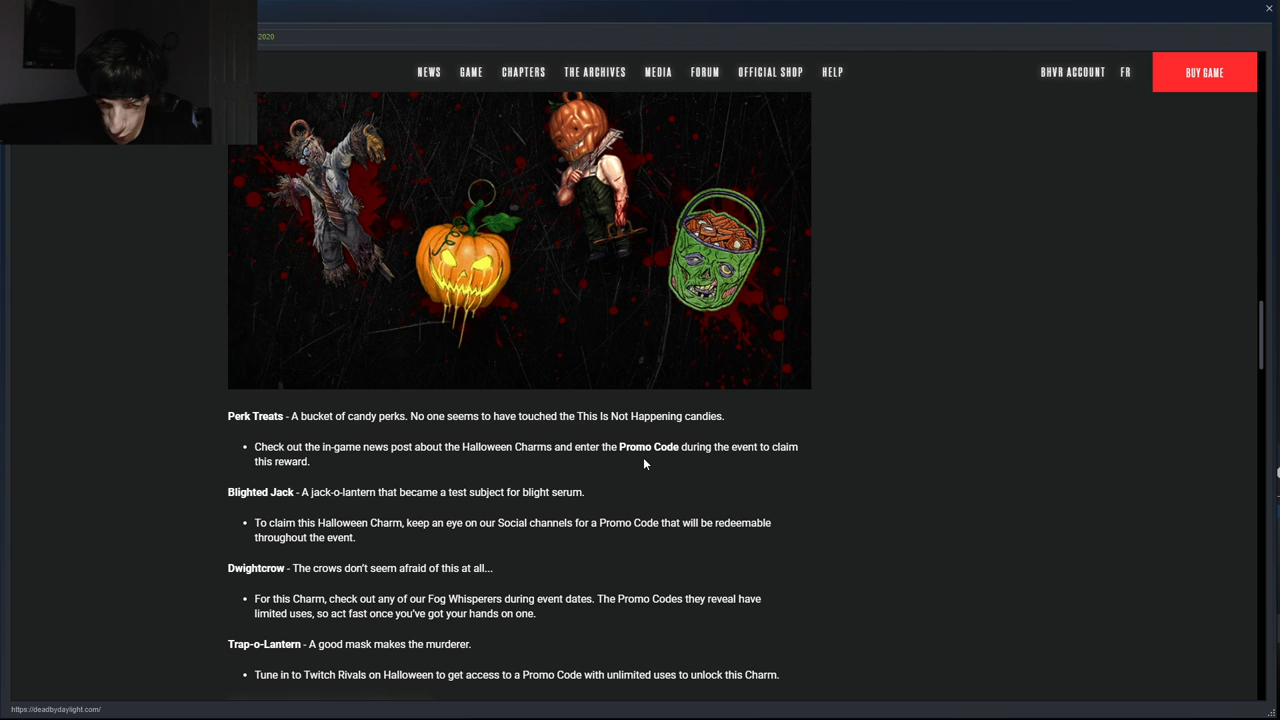 2020
NEWS GAME CHAPTERS THE ARCHIVES MEDIA FORUM OFFICIAL SHOP HELP BHVR ACCOUNT FR BUY GAME
Perk Treats - A bucket of candy perks. No one seems to have touched the This Is Not Happening candies.
• Check out the in-game news post about the Halloween Charms and enter the Promo Code during the event to claim
this reward.
Blighted Jack - A jack-o-lantern that became a test subject for blight serum.
• To claim this Halloween Charm, keep an eye on our Social channels for a Promo Code that will be redeemable
throughout the event.
Dwightcrow - The crows don’t seem afraid of this at all...
• For this Charm, check out any of our Fog Whisperers during event dates. The Promo Codes they reveal have
limited uses, so act fast once you’ve got your hands on one.
Trap-o-Lantern - A good mask makes the murderer.
• Tune in to Twitch Rivals on Halloween to get access to a Promo Code with unlimited uses to unlock this Charm.
https://deadbydaylight.com/